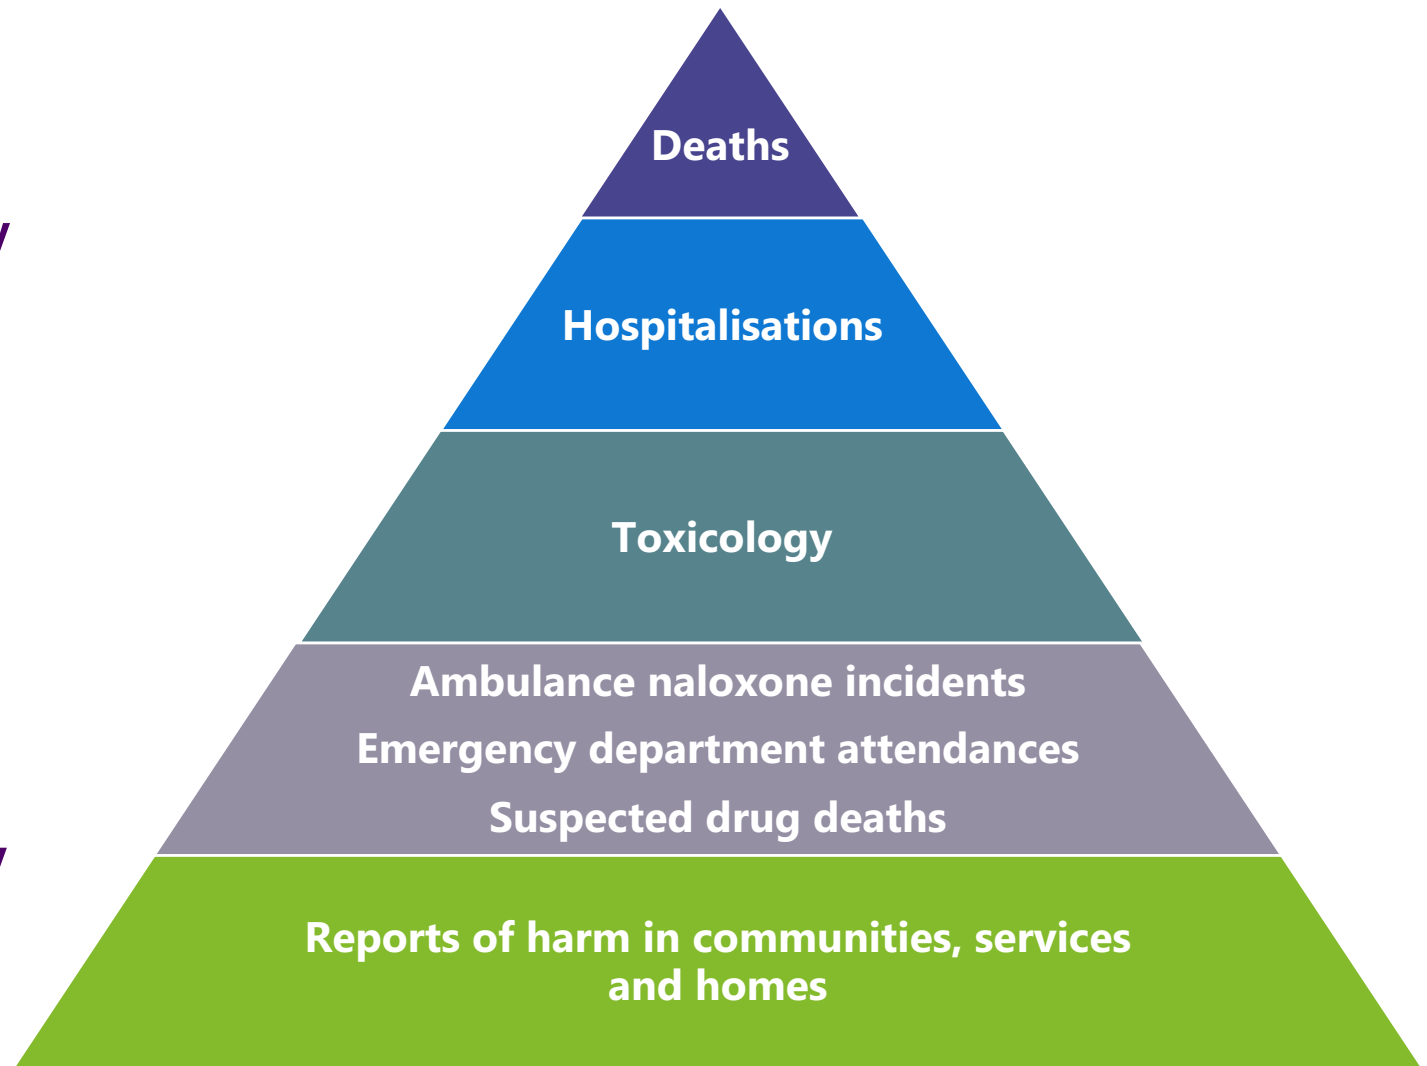 Deaths
Hospitalisations
Toxicology
Ambulance naloxone incidents
Emergency department attendances
Suspected drug deaths
Reports of harm in communities, services
and homes